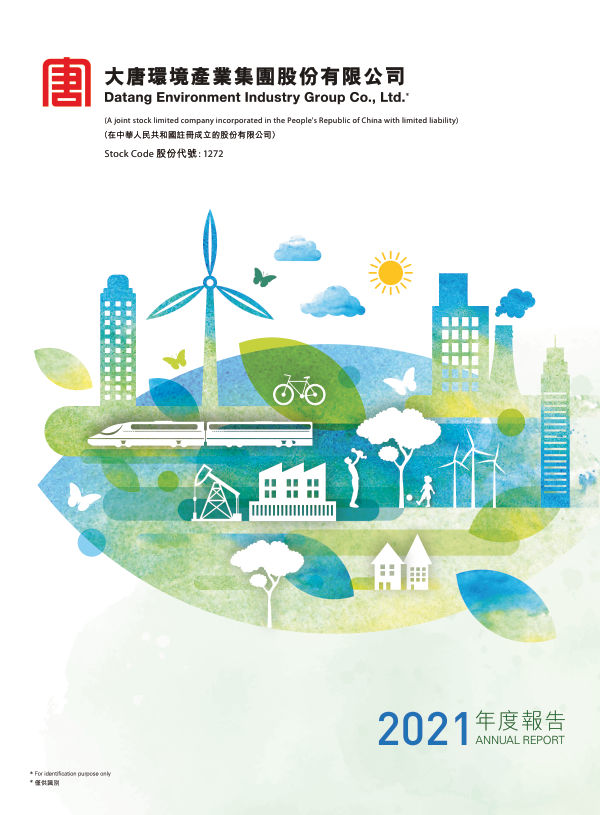 唐
大唐環境產業集團股份有限公司
Datang Environment Industry Group Co., Ltd.*
(A joint stock limited company incorporated in the People's Republic of China with limited liability)
(在中華人民共和國註冊成立的股份有限公司)
Stock Code 股份代號 : 1272
2021 年度報告
ANNUAL REPORT
* For identification purpose only
* 僅供識別